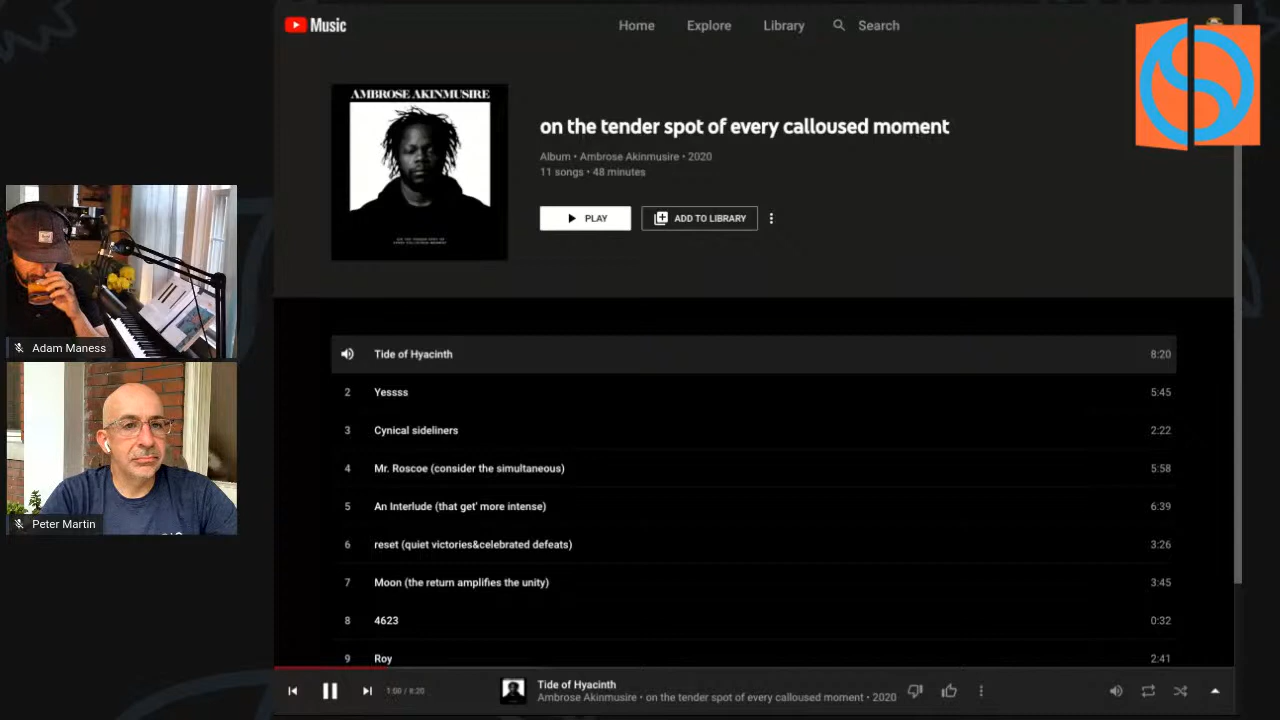 Music
Home
Explore
Library
Search
AMBROSE AKINMUSIRE
on the tender spot of every calloused moment
Album • Ambrose Akinmusire • 2020
11 songs • 48 minutes
PLAY
ADD TO LIBRARY
Adam Maness
Peter Martin
Tide of Hyacinth 8:20
2 Yessss 5:45
3 Cynical sideliners 2:22
4 Mr. Roscoe (consider the simultaneous) 5:58
5 An Interlude (that get' more intense) 6:39
6 reset (quiet victories&celebrated defeats) 3:26
7 Moon (the return amplifies the unity) 3:45
8 4623 0:32
9 Roy 2:41
1:00 / 8:20
Tide of Hyacinth
Ambrose Akinmusire • on the tender spot of every calloused moment • 2020